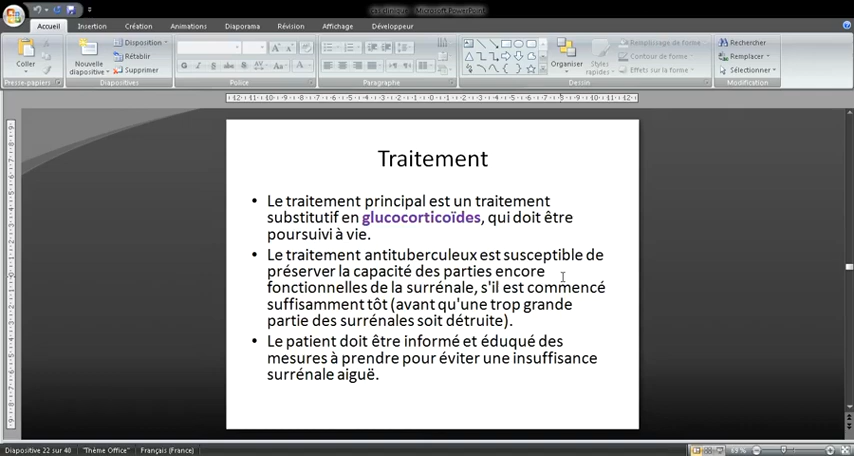 cas clinique - Microsoft PowerPoint
Accueil Insertion Création Animations Diaporama Révision Affichage Développeur
Coller
Presse-papiers
Nouvelle diapositive
Disposition
Rétablir
Supprimer
Diapositives
Police
Paragraphe
Organiser
Styles rapides
Remplissage de forme
Contour de forme
Effets sur la forme
Dessin
Rechercher
Remplacer
Sélectionner
Modification
Traitement
• Le traitement principal est un traitement
substitutif en glucocorticoïdes, qui doit être
poursuivi à vie.
• Le traitement antituberculeux est susceptible de
préserver la capacité des parties encore
fonctionnelles de la surrénale, s'il est commencé
suffisamment tôt (avant qu'une trop grande
partie des surrénales soit détruite).
• Le patient doit être informé et éduqué des
mesures à prendre pour éviter une insuffisance
surrénale aiguë.
Diapositive 22 sur 40 "Thème Office" Français (France)